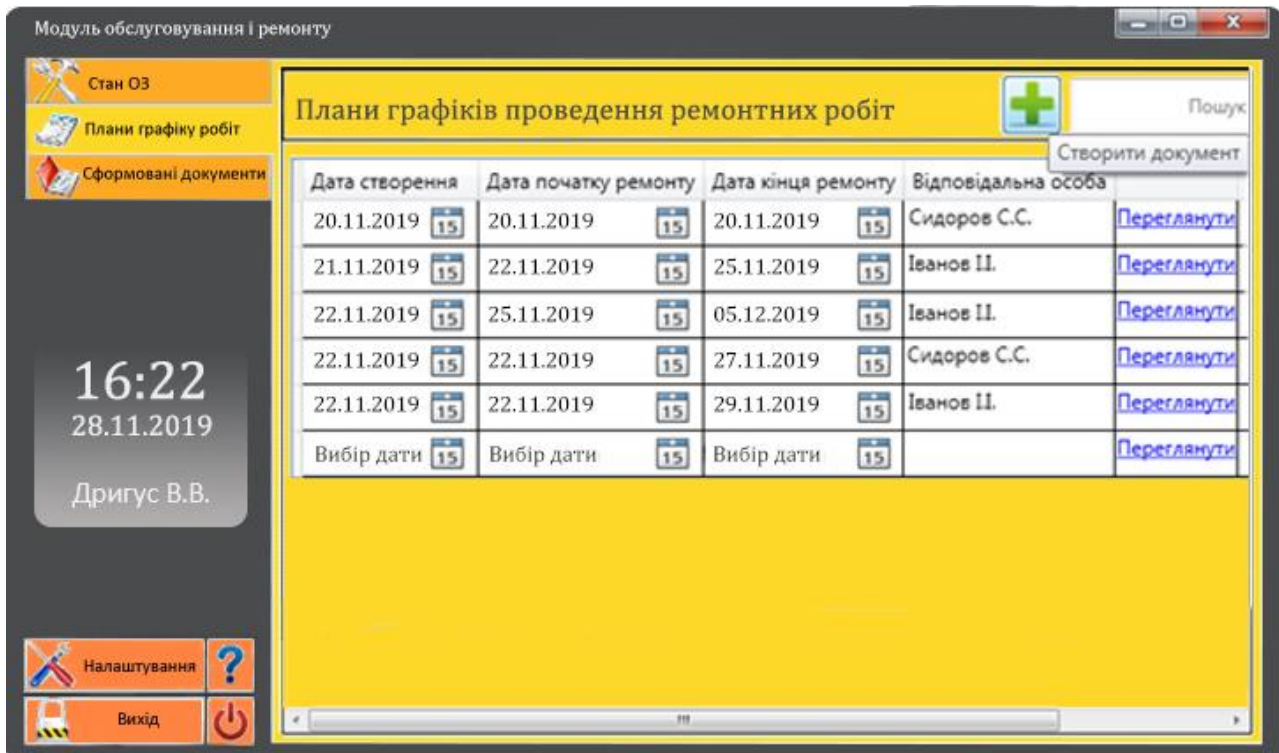 Модуль обслуговування і ремонту
Стан ОЗ
Плани графіку робіт
Сформовані документи
16:22
28.11.2019
Дригус В.В.
Налаштування
Вихід
Плани графіків проведення ремонтних робіт
Пошук
Створити документ
Дата створення Дата початку ремонту Дата кінця ремонту Відповідальна особа
20.11.2019 15 20.11.2019 15 20.11.2019 15 Сидоров С.С. Переглянути
21.11.2019 15 22.11.2019 15 25.11.2019 15 Іванов І.І. Переглянути
22.11.2019 15 25.11.2019 15 05.12.2019 15 Іванов І.І. Переглянути
22.11.2019 15 22.11.2019 15 27.11.2019 15 Сидоров С.С. Переглянути
22.11.2019 15 22.11.2019 15 29.11.2019 15 Іванов І.І. Переглянути
Вибір дати 15 Вибір дати 15 Вибір дати 15 Переглянути